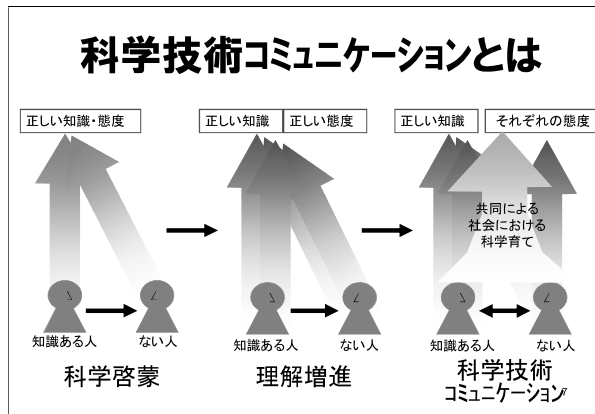 科学技術コミュニケーションとは
正しい知識・態度
正しい知識
正しい態度
正しい知識
それぞれの態度
共同による
社会における
科学育て
知識ある人
ない人
知識ある人
ない人
知識ある人
ない人
科学啓蒙
理解増進
科学技術
コミュニケーション